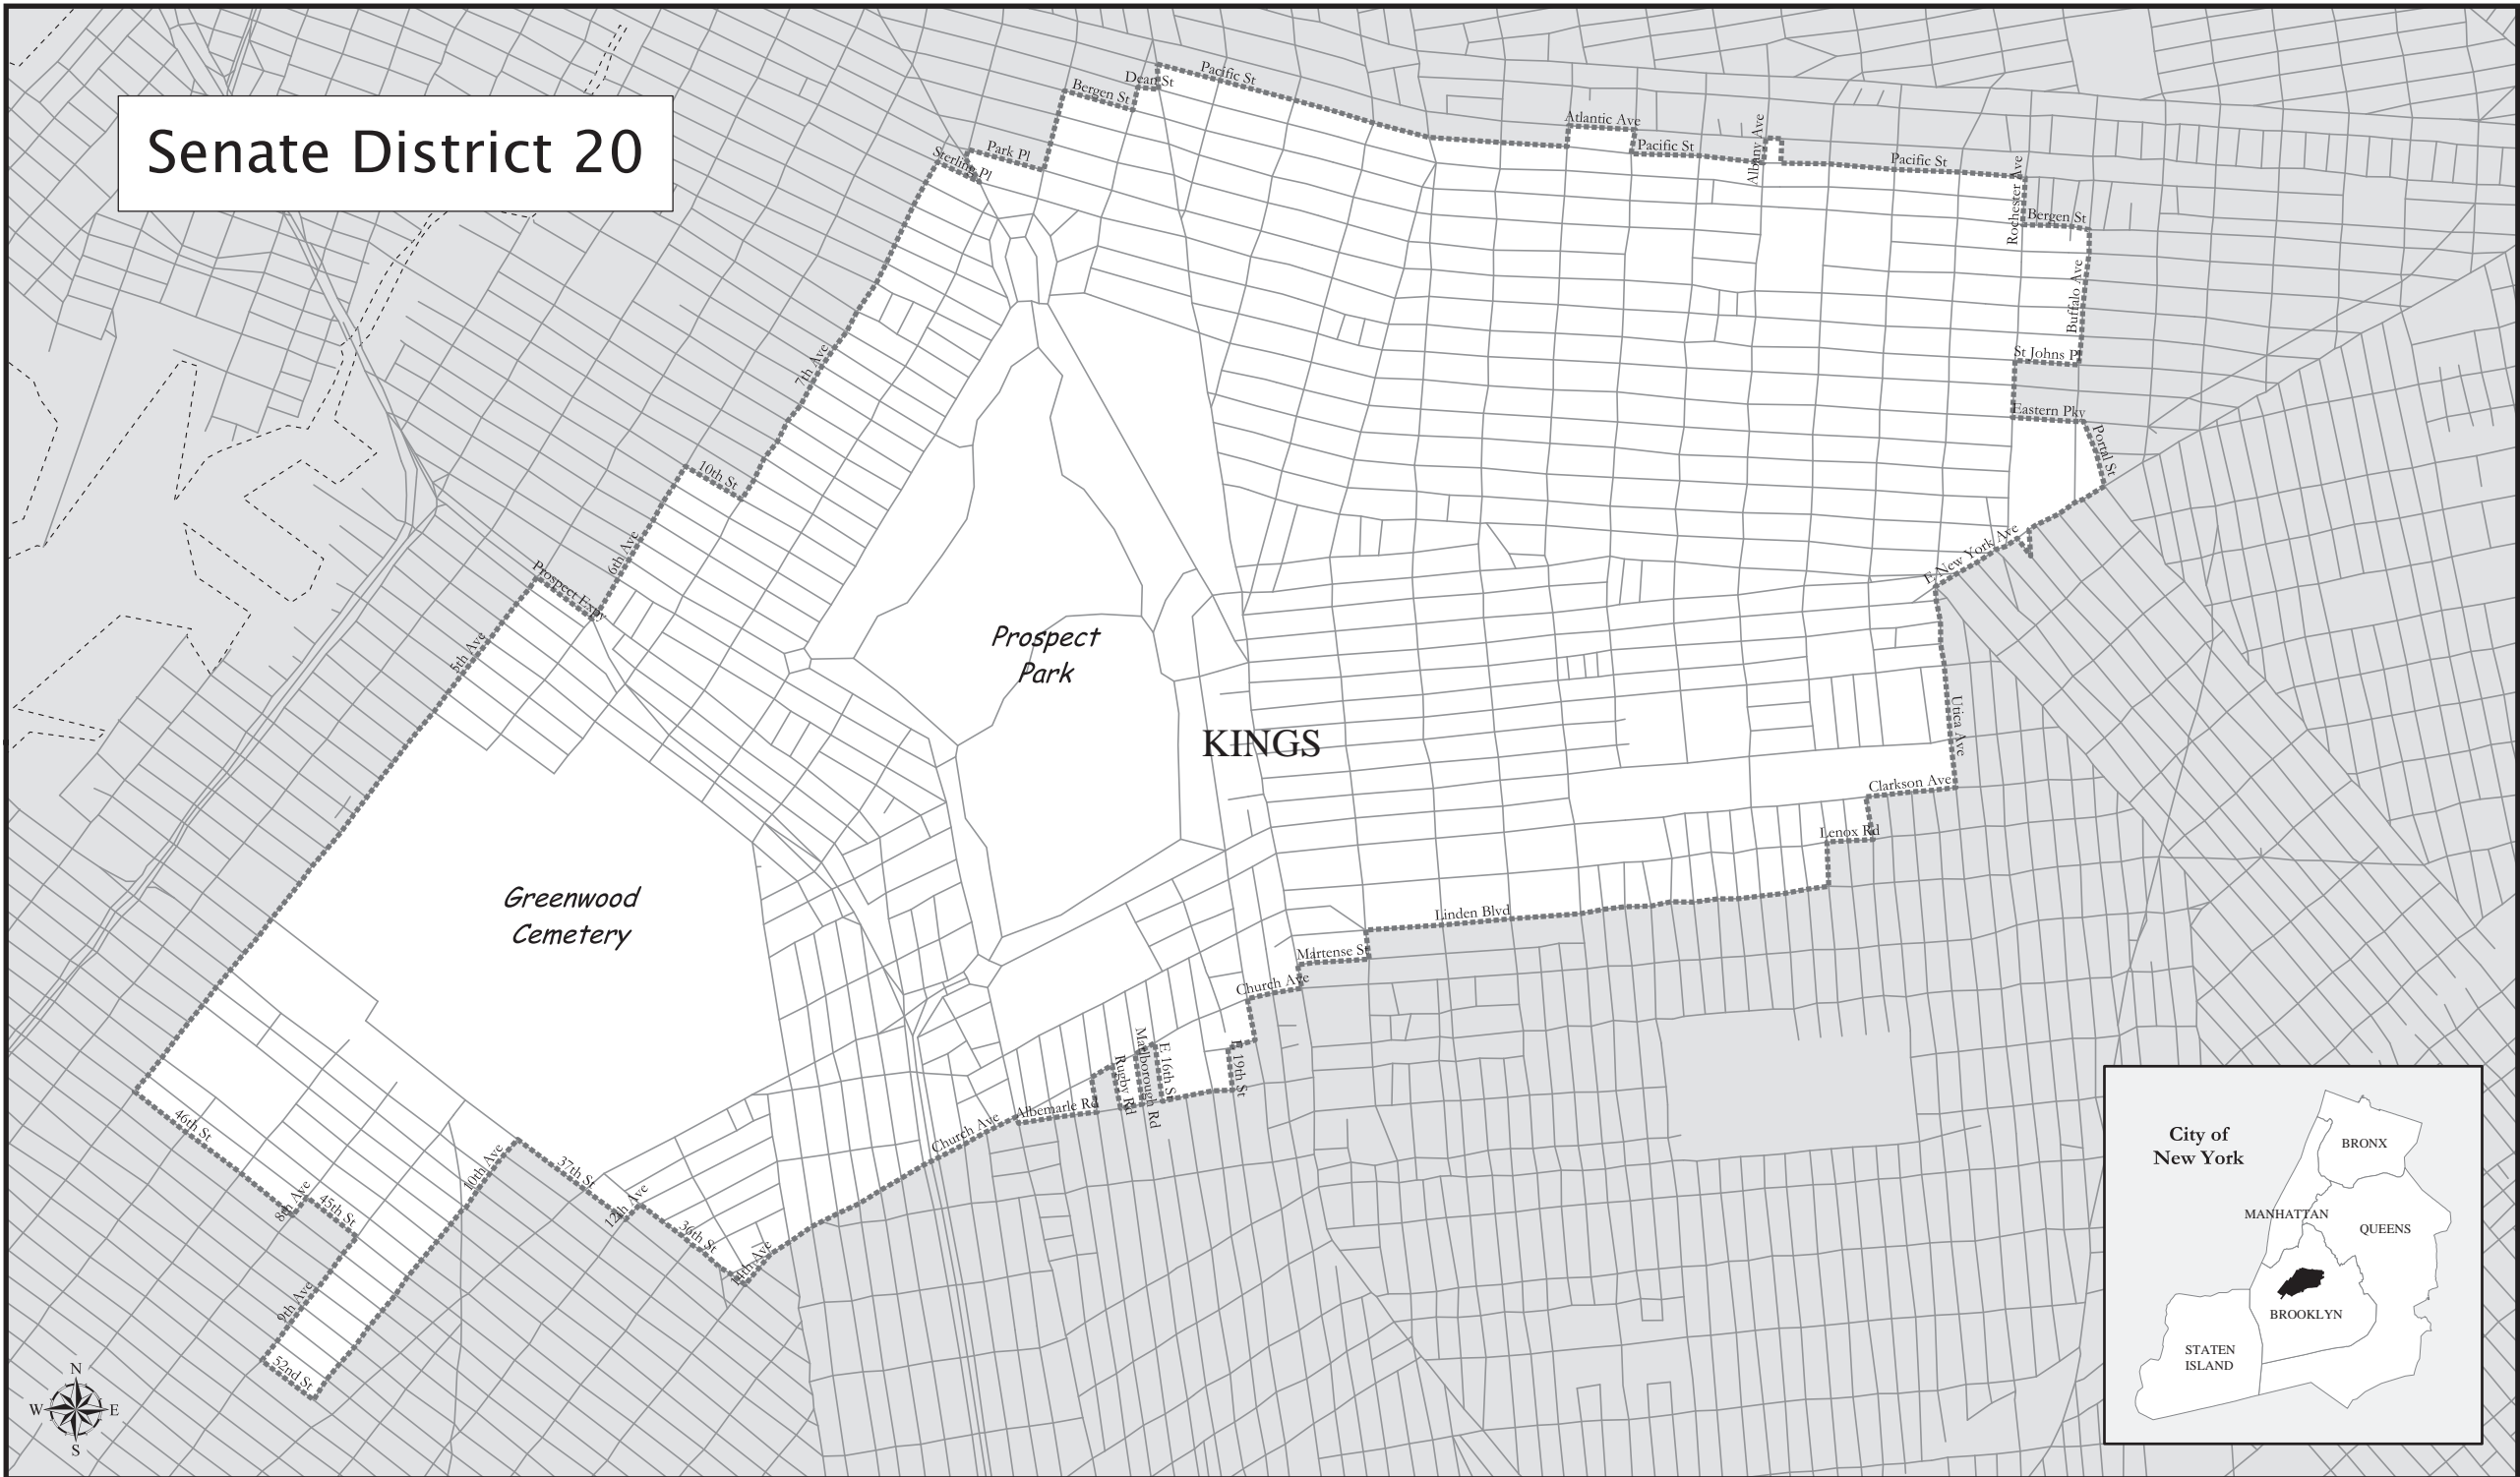 Senate District 20
Pacific St
Dean St
Bergen St
Atlantic Ave
Albany Ave
Pacific St
Park Pl
Sterling Pl
Pacific St
Rochester Ave
Bergen St
Buffalo Ave
7th Ave
St Johns Pl
Eastern Pky
Portal St
10th St
6th Ave
E New York Ave
Prospect Expy
5th Ave
Prospect
Park
Utica Ave
KINGS
Clarkson Ave
Lenox Rd
Greenwood
Cemetery
Linden Blvd
Martense St
Church Ave
E 19th St
E 16th St
Marlborough Rd
Rugby Rd
Albemarle Rd
Church Ave
46th St
10th Ave
37th St
8th Ave
45th St
12th Ave
36th St
14th Ave
9th Ave
52nd St
N
W
E
S
City of
New York
BRONX
MANHATTAN
QUEENS
BROOKLYN
STATEN
ISLAND